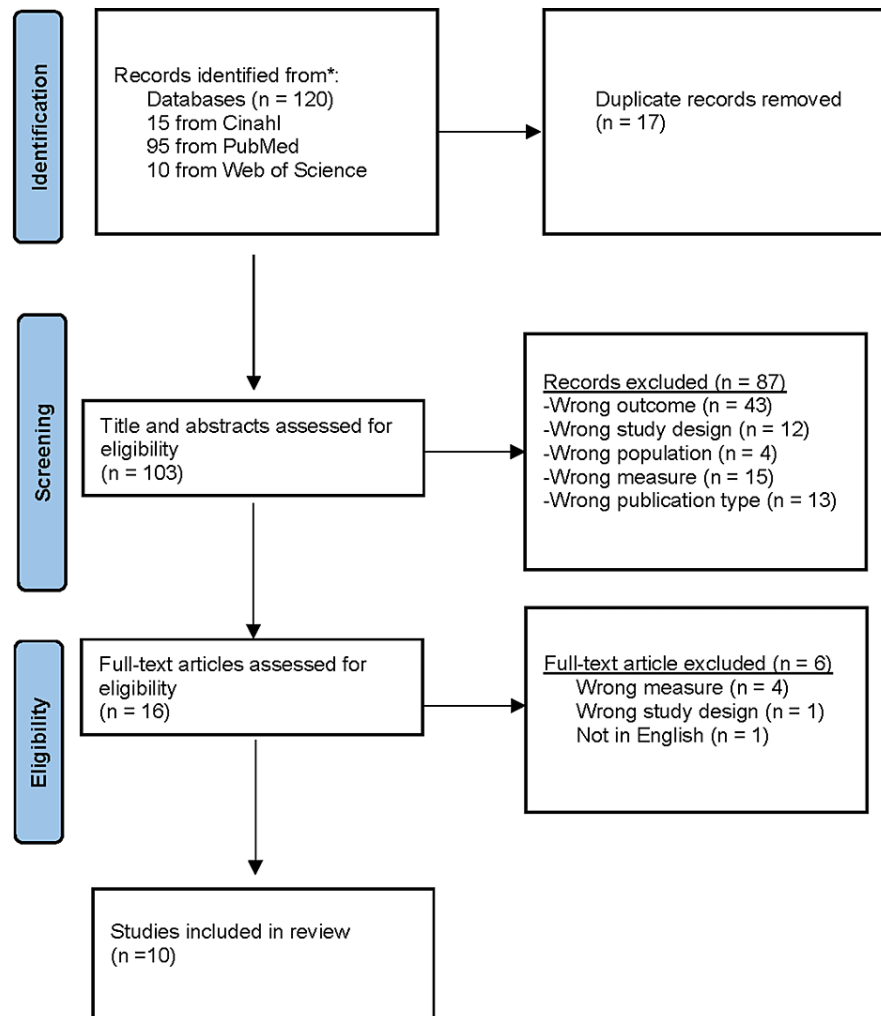 Identification
Records identified from*:
Databases (n = 120)
15 from Cinahl
95 from PubMed
10 from Web of Science
Duplicate records removed
(n = 17)
Screening
Title and abstracts assessed for
eligibility
(n = 103)
Records excluded (n = 87)
-Wrong outcome (n = 43)
-Wrong study design (n = 12)
-Wrong population (n = 4)
-Wrong measure (n = 15)
-Wrong publication type (n = 13)
Eligibility
Full-text articles assessed for
eligibility
(n = 16)
Full-text article excluded (n = 6)
Wrong measure (n = 4)
Wrong study design (n = 1)
Not in English (n = 1)
Studies included in review
(n =10)